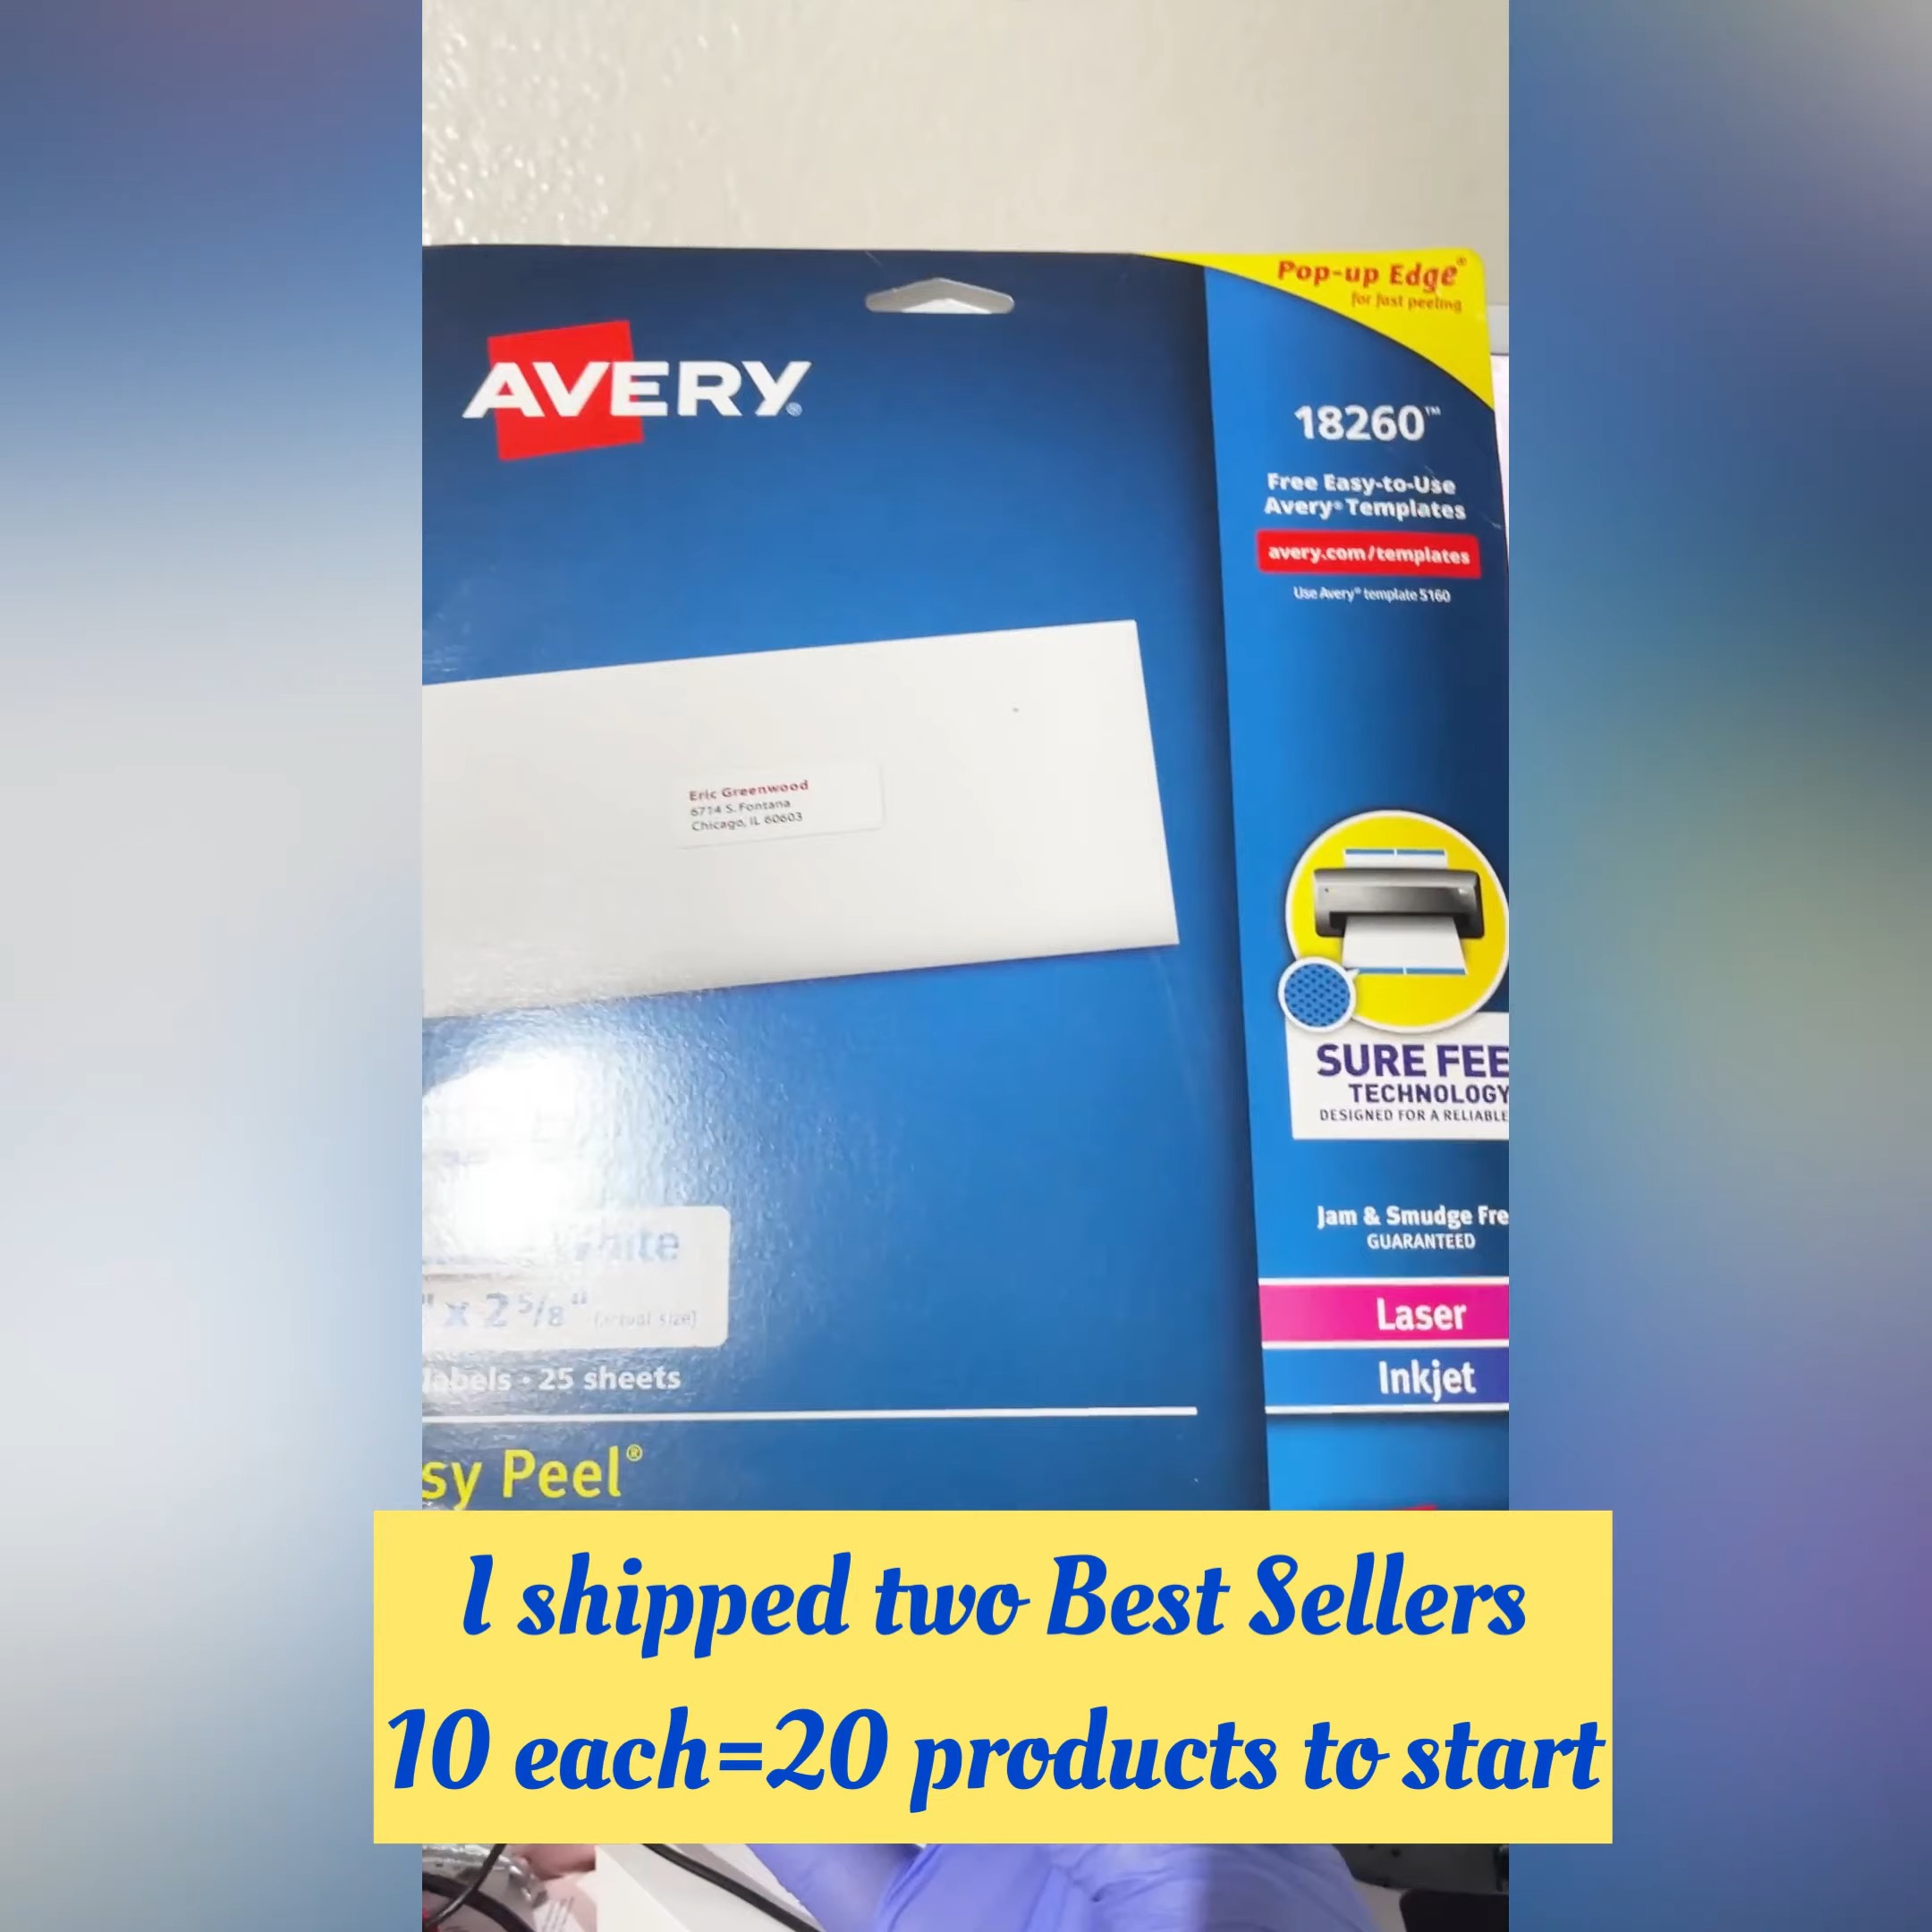 Pop-up Edge®
for fast peeling
AVERY®
18260™
Free Easy-to-Use
Avery® Templates
avery.com/templates
Use Avery® template 5160
Eric Greenwood
6714 S. Fontana
Chicago, IL 60603
SURE FEE
TECHNOLOGY
DESIGNED FOR A RELIABLE
Jam & Smudge Fre
GUARANTEED
White
" x 2 5/8" (actual size)
labels • 25 sheets
Laser
Inkjet
sy Peel®
I shipped two Best Sellers
10 each=20 products to start